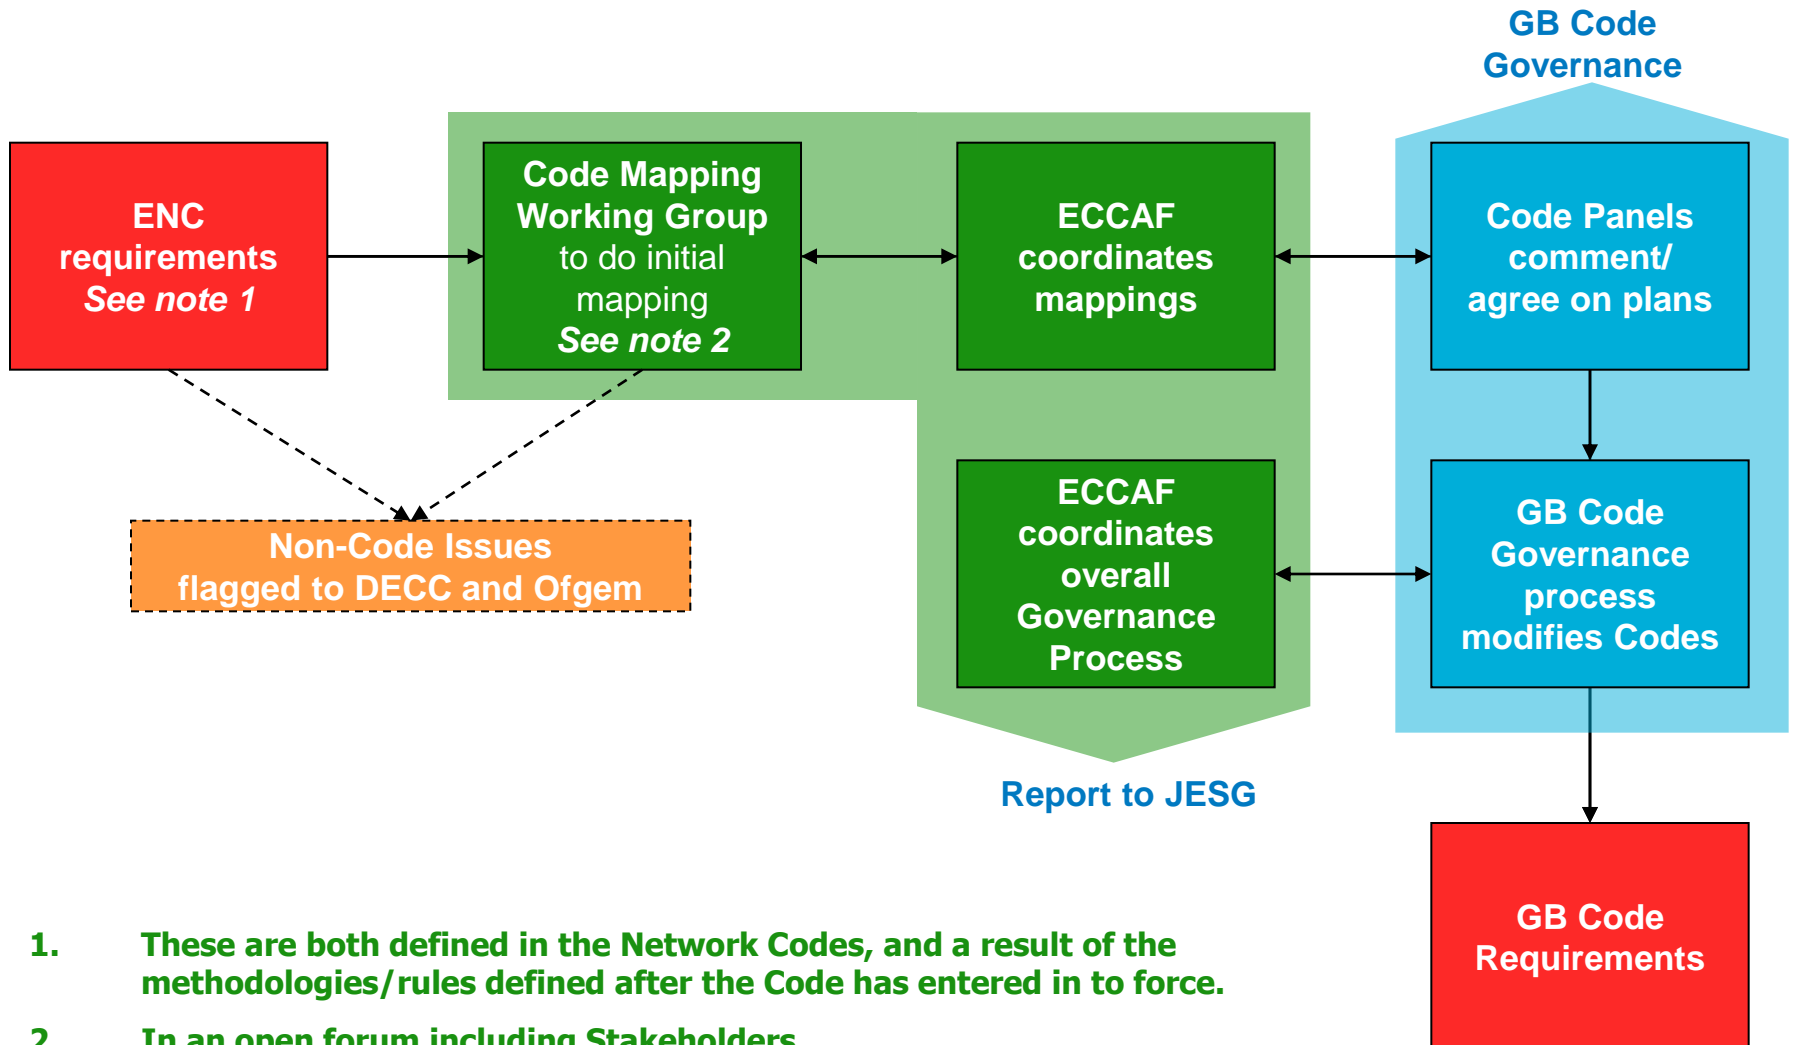 GB Code
Governance
ENC
requirements
See note 1
Code Mapping
Working Group
to do initial
mapping
See note 2
ECCAF
coordinates
mappings
Code Panels
comment/
agree on plans
Non-Code Issues
flagged to DECC and Ofgem
ECCAF
coordinates
overall
Governance
Process
GB Code
Governance
process
modifies Codes
Report to JESG
GB Code
Requirements
1. These are both defined in the Network Codes, and a result of the
methodologies/rules defined after the Code has entered in to force.
2 In an open forum including Stakeholders